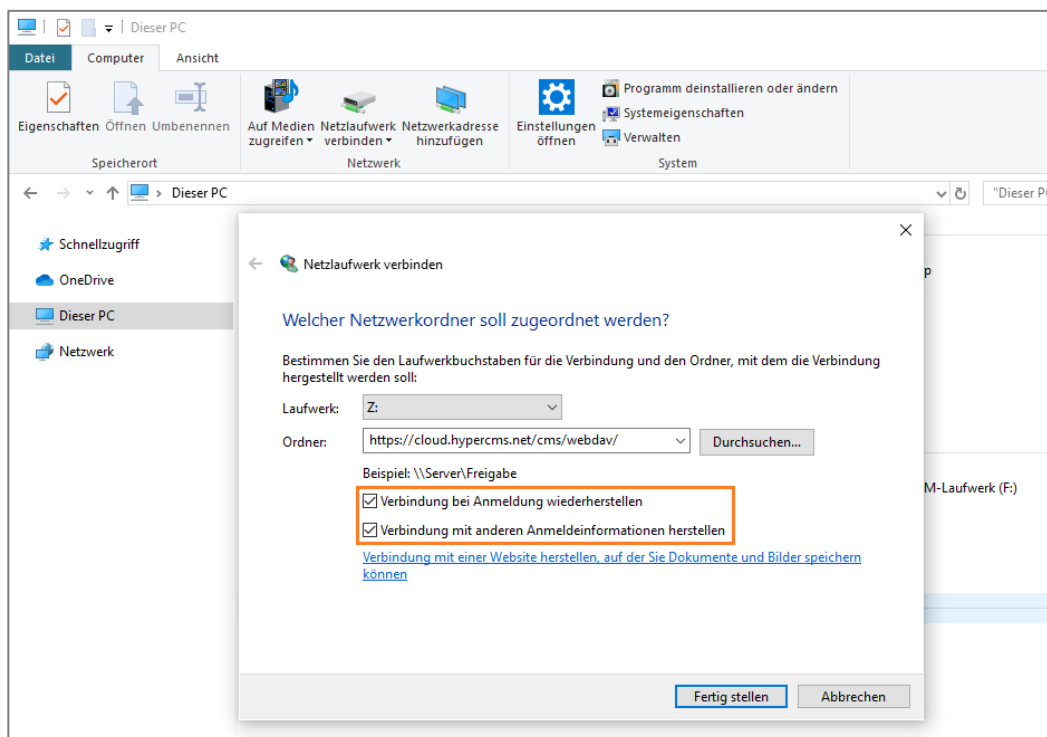 Dieser PC
Datei Computer Ansicht
Eigenschaften Öffnen Umbenennen
Auf Medien zugreifen
Netzlaufwerk verbinden
Netzwerkadresse hinzufügen
Einstellungen öffnen
Programm deinstallieren oder ändern
Systemeigenschaften
Verwalten
Speicherort Netzwerk System
Dieser PC
"Dieser P
Schnellzugriff
OneDrive
Dieser PC
Netzwerk
Netzlaufwerk verbinden
Welcher Netzwerkordner soll zugeordnet werden?
Bestimmen Sie den Laufwerkbuchstaben für die Verbindung und den Ordner, mit dem die Verbindung
hergestellt werden soll:
Laufwerk: Z:
Ordner: https://cloud.hypercms.net/cms/webdav/ Durchsuchen...
Beispiel: \\Server\Freigabe
Verbindung bei Anmeldung wiederherstellen
Verbindung mit anderen Anmeldeinformationen herstellen
Verbindung mit einer Website herstellen, auf der Sie Dokumente und Bilder speichern
können
Fertig stellen Abbrechen
p
M-Laufwerk (F:)